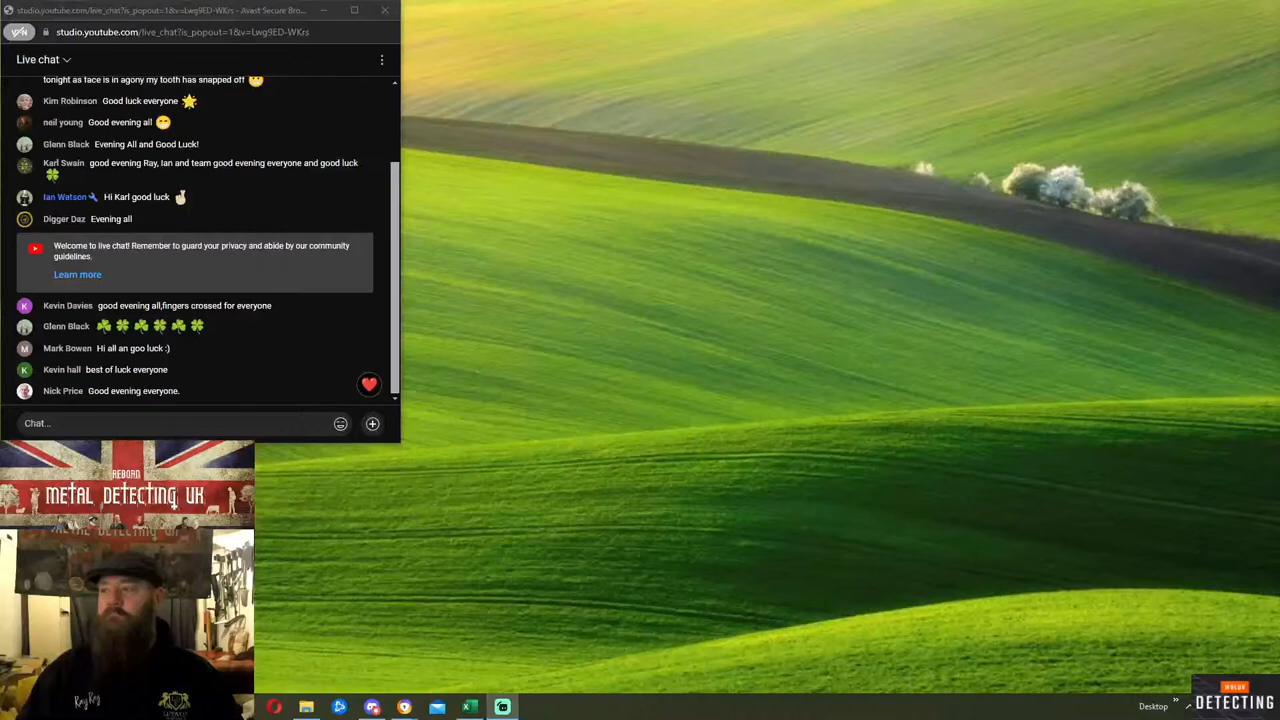 studio.youtube.com/live_chat?is_popout=1&v=Lwg9ED-WKrs - Avast Secure Bro...
VPN
studio.youtube.com/live_chat?is_popout=1&v=Lwg9ED-WKrs
Live chat
tonight as face is in agony my tooth has snapped off 😬
Kim Robinson Good luck everyone 🌟
neil young Good evening all 😁
Glenn Black Evening All and Good Luck!
Karl Swain good evening Ray, Ian and team good evening everyone and good luck
🍀
Ian Watson Hi Karl good luck 🤞🏻
Digger Daz Evening all
Welcome to live chat! Remember to guard your privacy and abide by our community
guidelines.
Learn more
K Kevin Davies good evening all,fingers crossed for everyone
Glenn Black ☘🍀☘🍀☘🍀
M Mark Bowen Hi all an goo luck :)
K Kevin hall best of luck everyone
Nick Price Good evening everyone.
Chat...
REBORN
METAL DETECTING UK
METAL DETECTING UK
RayRay
Desktop
DETECTING